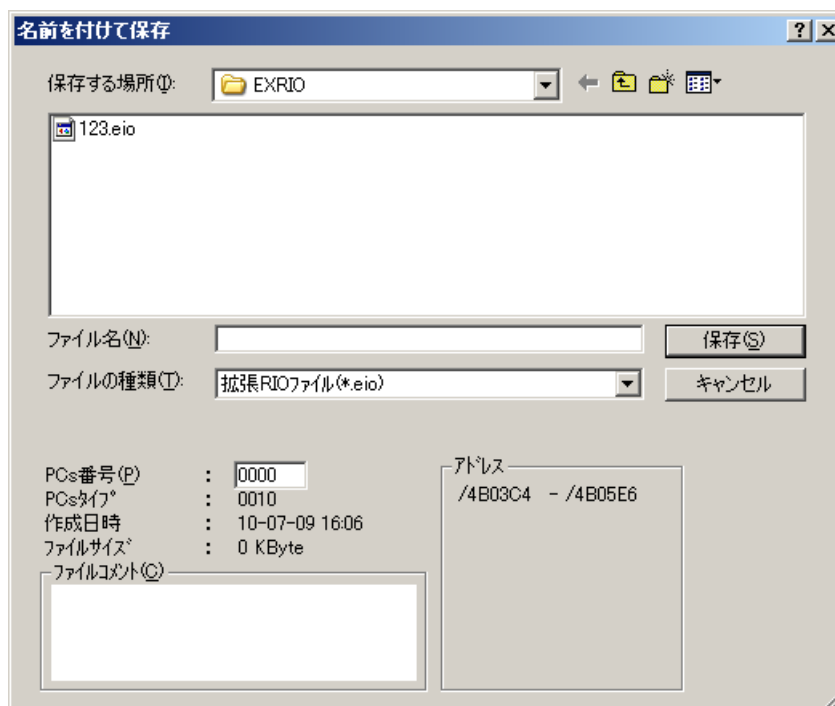 名前を付けて保存
保存する場所(I):
EXRIO
123.eio
ファイル名(N):
保存(S)
ファイルの種類(T):
拡張RIOファイル(*.eio)
キャンセル
PCs番号(P) : 0000
PCsタイプ : 0010
作成日時 : 10-07-09 16:06
ファイルサイズ : 0 KByte
ファイルコメント(C)
アドレス
/4B03C4 - /4B05E6